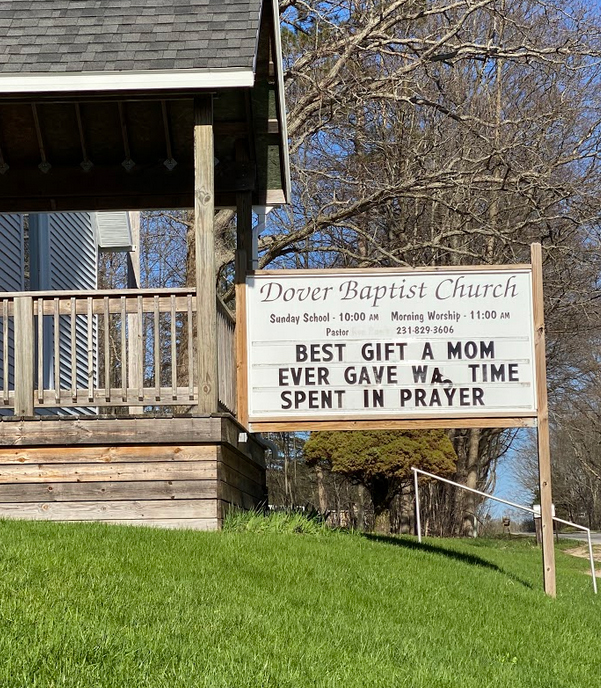 Dover Baptist Church
Sunday School - 10:00 AM Morning Worship - 11:00 AM
Pastor 231-829-3606
BEST GIFT A MOM
EVER GAVE WAS TIME
SPENT IN PRAYER